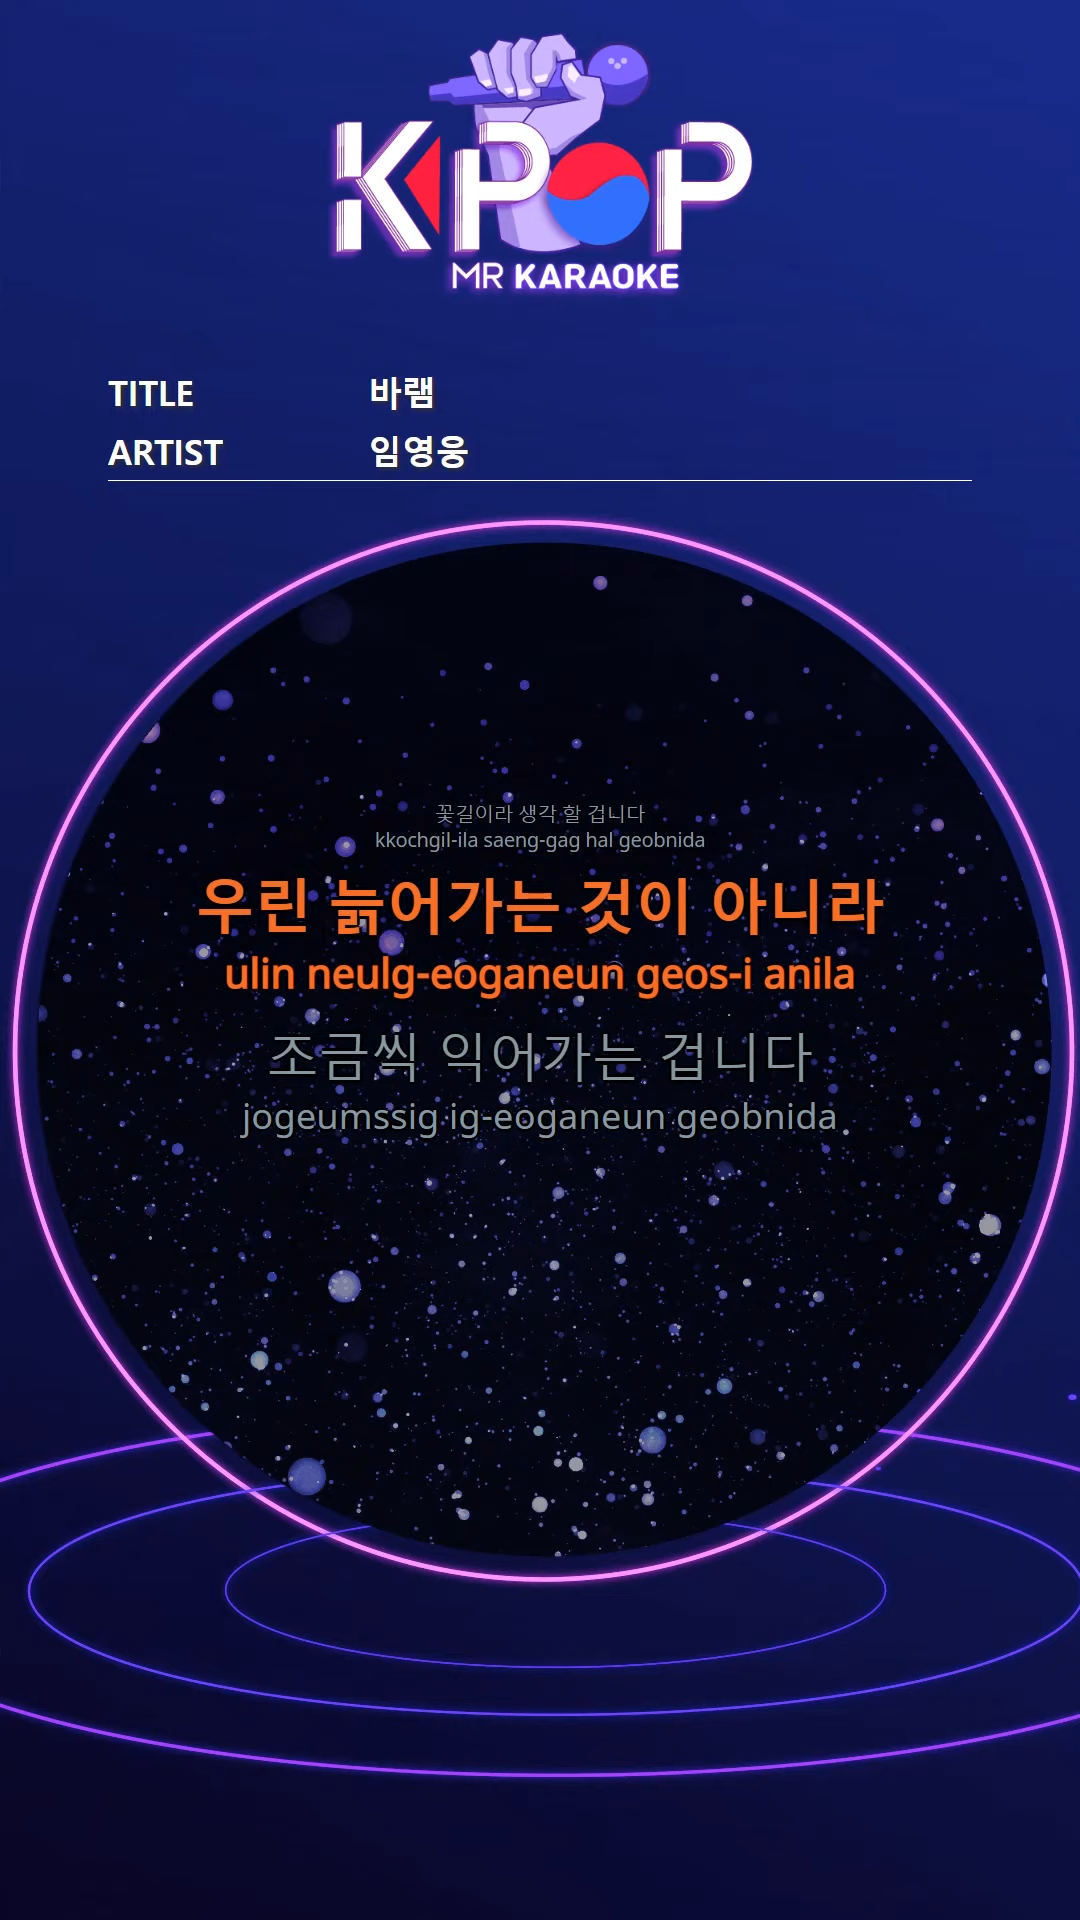 KPOP
MR KARAOKE
TITLE 바램
ARTIST 임영웅
꽃길이라 생각 할 겁니다
kkochgil-ila saeng-gag hal geobnida
우린 늙어가는 것이 아니라
ulin neulg-eoganeun geos-i anila
조금씩 익어가는 겁니다
jogeumssig ig-eoganeun geobnida